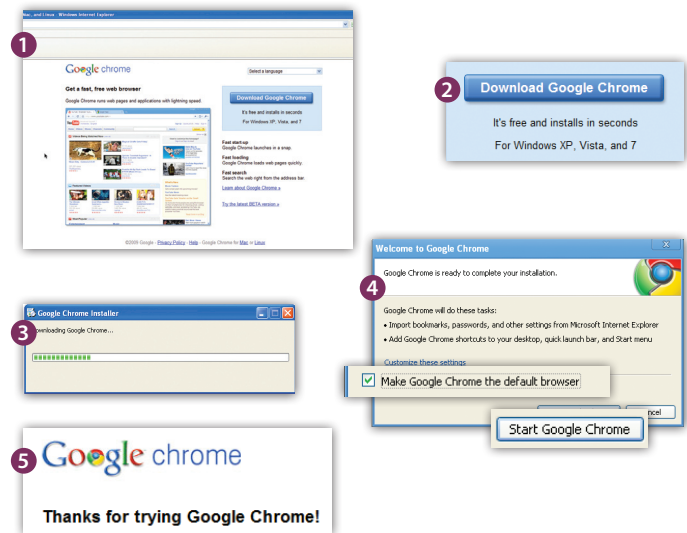 Mac, and Linux - Windows Internet Explorer
1
Google chrome
Select a language
Get a fast, free web browser
Google Chrome runs web pages and applications with lightning speed.
Download Google Chrome
It's free and installs in seconds
For Windows XP, Vista, and 7
YouTube
Fast start-up
Google Chrome launches in a snap.
Fast loading
Google Chrome loads web pages quickly.
Fast search
Search the web right from the address bar.
Learn about Google Chrome »
Try the latest BETA version »
©2009 Google - Privacy Policy - Help - Google Chrome for Mac or Linux
2
Download Google Chrome
It's free and installs in seconds
For Windows XP, Vista, and 7
3
Google Chrome Installer
Downloading Google Chrome...
4
Welcome to Google Chrome
Google Chrome is ready to complete your installation.
Google Chrome will do these tasks:
• Import bookmarks, passwords, and other settings from Microsoft Internet Explorer
• Add Google Chrome shortcuts to your desktop, quick launch bar, and Start menu
Customize these settings
Make Google Chrome the default browser
ncel
Start Google Chrome
5
Google chrome
Thanks for trying Google Chrome!